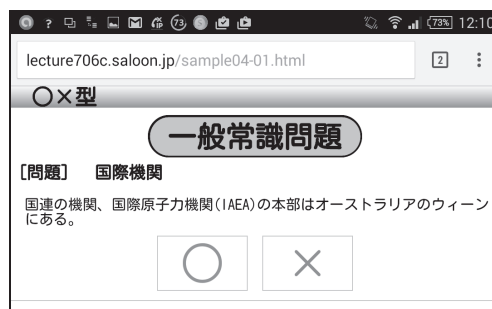 73% 12:10
lecture706c.saloon.jp/sample04-01.html 2
○×型
一般常識問題
[問題] 国際機関
国連の機関、国際原子力機関(IAEA)の本部はオーストラリアのウィーン
にある。
○ ×